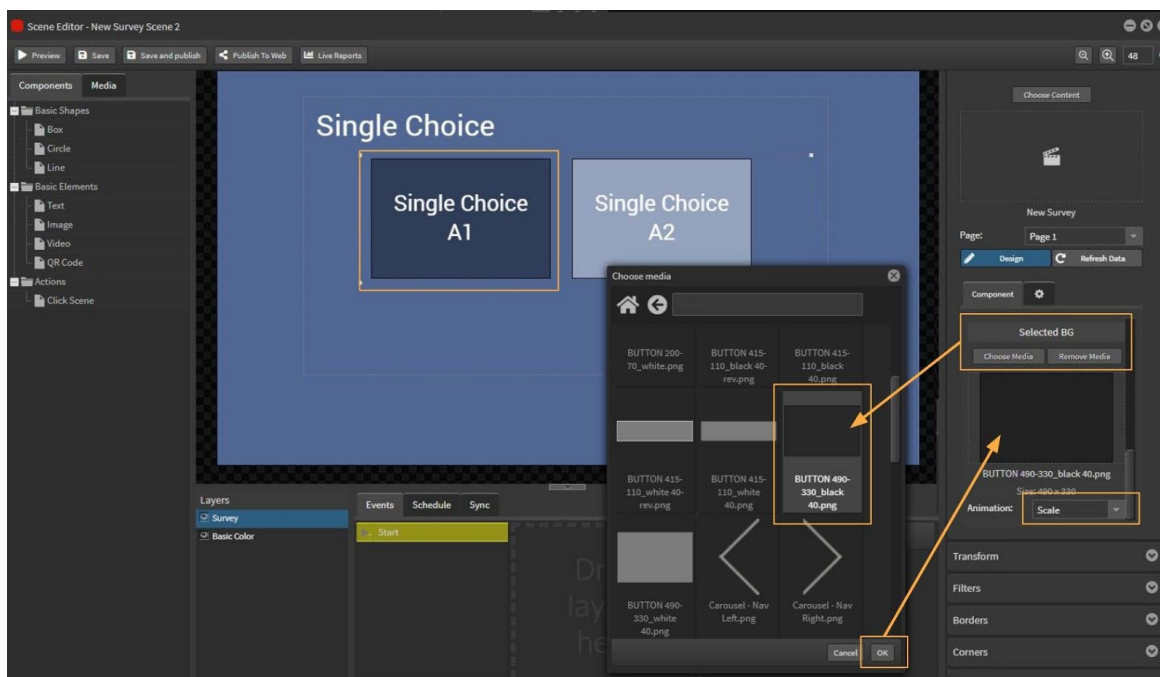 Scene Editor - New Survey Scene 2
Preview
Save
Save and publish
Publish To Web
Live Reports
48
Components
Media
Basic Shapes
Box
Circle
Line
Basic Elements
Text
Image
Video
QR Code
Actions
Click Scene
Single Choice
Single Choice
A1
Single Choice
A2
Choose media
BUTTON 200-
70_white.png
BUTTON 415-
110_black 40-
rev.png
BUTTON 415-
110_black
40.png
BUTTON 415-
110_white 40-
rev.png
BUTTON 415-
110_white
40.png
BUTTON 490-
330_black
40.png
BUTTON 490-
330_white
40.png
Carousel - Nav
Left.png
Carousel - Nav
Right.png
Cancel
OK
Layers
Survey
Basic Color
Events
Schedule
Sync
Start
Choose Content
New Survey
Page:
Page 1
Design
Refresh Data
Component
Selected BG
Choose Media
Remove Media
BUTTON 490-330_black 40.png
Size: 490 x 330
Animation:
Scale
Transform
Filters
Borders
Corners